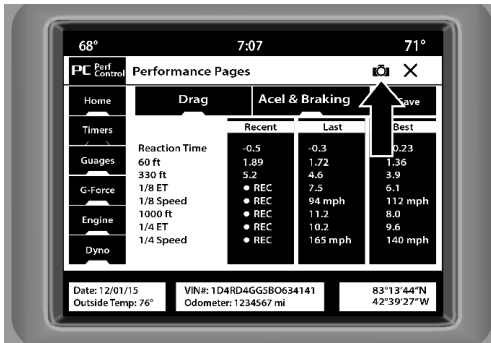 68° 7:07 71°
PC Perf Control Performance Pages
Home Drag Acel & Braking
Timers Recent Last Best
Reaction Time -0.5 -0.3 -0.23
Guages 60 ft 1.89 1.72 1.36
330 ft 5.2 4.6 3.9
G-Force 1/8 ET REC 7.5 6.1
1/8 Speed REC 94 mph 112 mph
Engine 1000 ft REC 11.2 8.0
1/4 ET REC 10.2 9.6
Dyno 1/4 Speed REC 165 mph 140 mph
Date: 12/01/15 VIN#: 1D4RD4GG5BO634141 83°13'44"N
Outside Temp: 76° Odometer: 1234567 mi 42°39'27"W